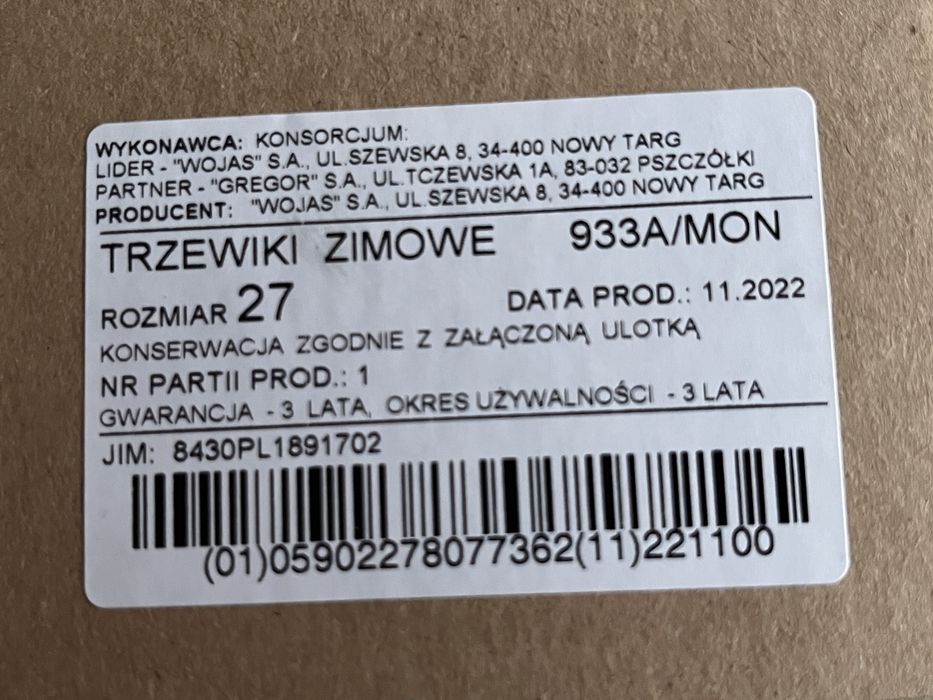 WYKONAWCA: KONSORCJUM:
LIDER - "WOJAS" S.A., UL.SZEWSKA 8, 34-400 NOWY TARG
PARTNER - "GREGOR" S.A., UL.TCZEWSKA 1A, 83-032 PSZCZÓŁKI
PRODUCENT: "WOJAS" S.A., UL.SZEWSKA 8, 34-400 NOWY TARG
TRZEWIKI ZIMOWE 933A/MON
ROZMIAR 27 DATA PROD.: 11.2022
KONSERWACJA ZGODNIE Z ZAŁĄCZONĄ ULOTKĄ
NR PARTII PROD.: 1
GWARANCJA - 3 LATA, OKRES UŻYWALNOŚCI - 3 LATA
JIM: 8430PL1891702
(01)05902278077362(11)221100